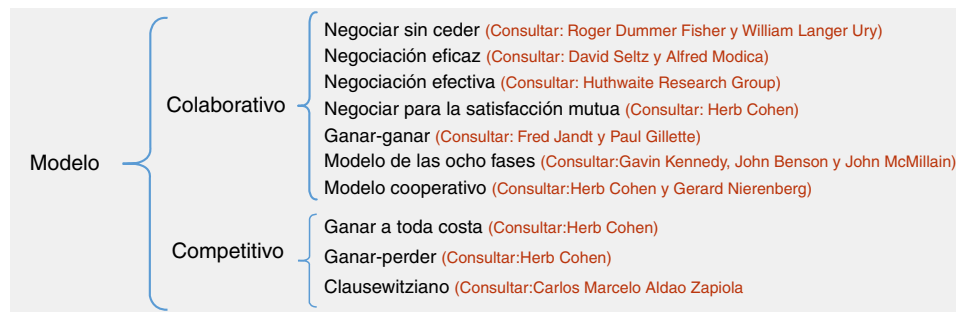 Modelo
Colaborativo
Negociar sin ceder (Consultar: Roger Dummer Fisher y William Langer Ury)
Negociación eficaz (Consultar: David Seltz y Alfred Modica)
Negociación efectiva (Consultar: Huthwaite Research Group)
Negociar para la satisfacción mutua (Consultar: Herb Cohen)
Ganar-ganar (Consultar: Fred Jandt y Paul Gillette)
Modelo de las ocho fases (Consultar:Gavin Kennedy, John Benson y John McMillain)
Modelo cooperativo (Consultar:Herb Cohen y Gerard Nierenberg)
Competitivo
Ganar a toda costa (Consultar:Herb Cohen)
Ganar-perder (Consultar:Herb Cohen)
Clausewitziano (Consultar:Carlos Marcelo Aldao Zapiola